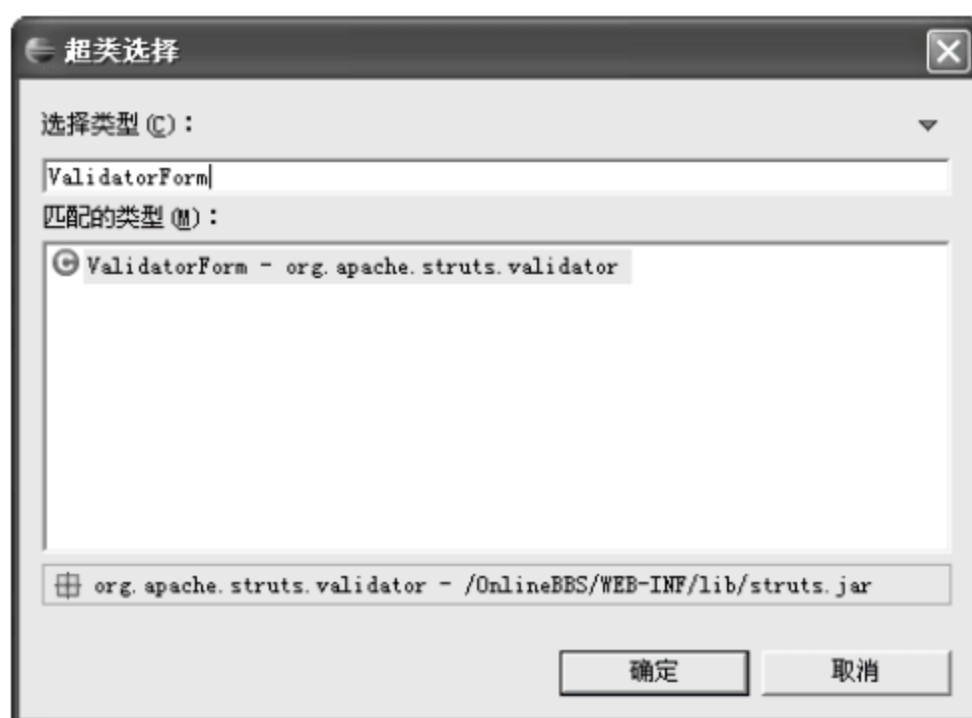 超类选择
选择类型(C):
ValidatorForm
匹配的类型(M):
ValidatorForm - org.apache.struts.validator
org.apache.struts.validator - /OnlineBBS/WEB-INF/lib/struts.jar
确定 取消